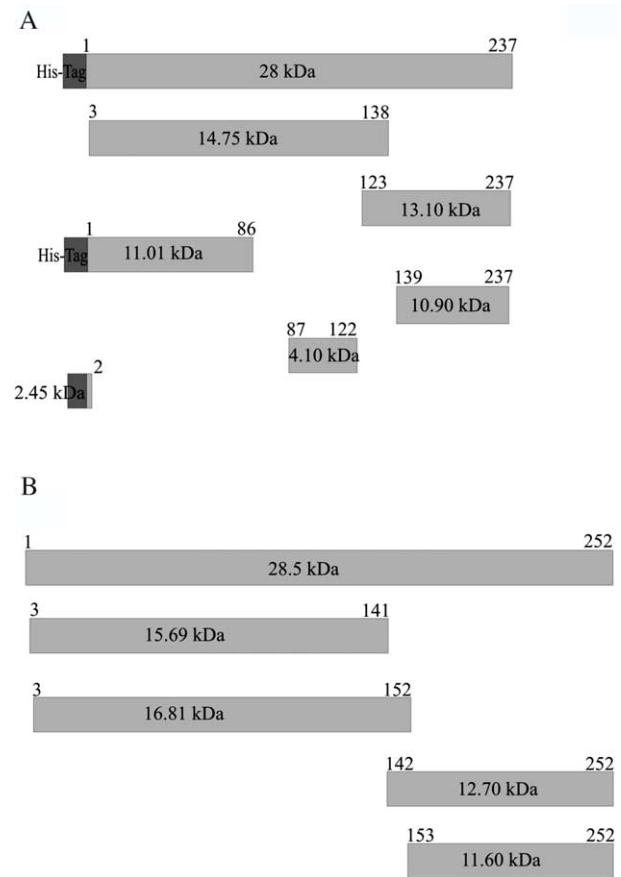 A
1 237
His-Tag 28 kDa
3 138
14.75 kDa
123 237
13.10 kDa
1 86
His-Tag 11.01 kDa
139 237
10.90 kDa
87 122
4.10 kDa
2
2.45 kDa
B
1 252
28.5 kDa
3 141
15.69 kDa
3 152
16.81 kDa
142 252
12.70 kDa
153 252
11.60 kDa